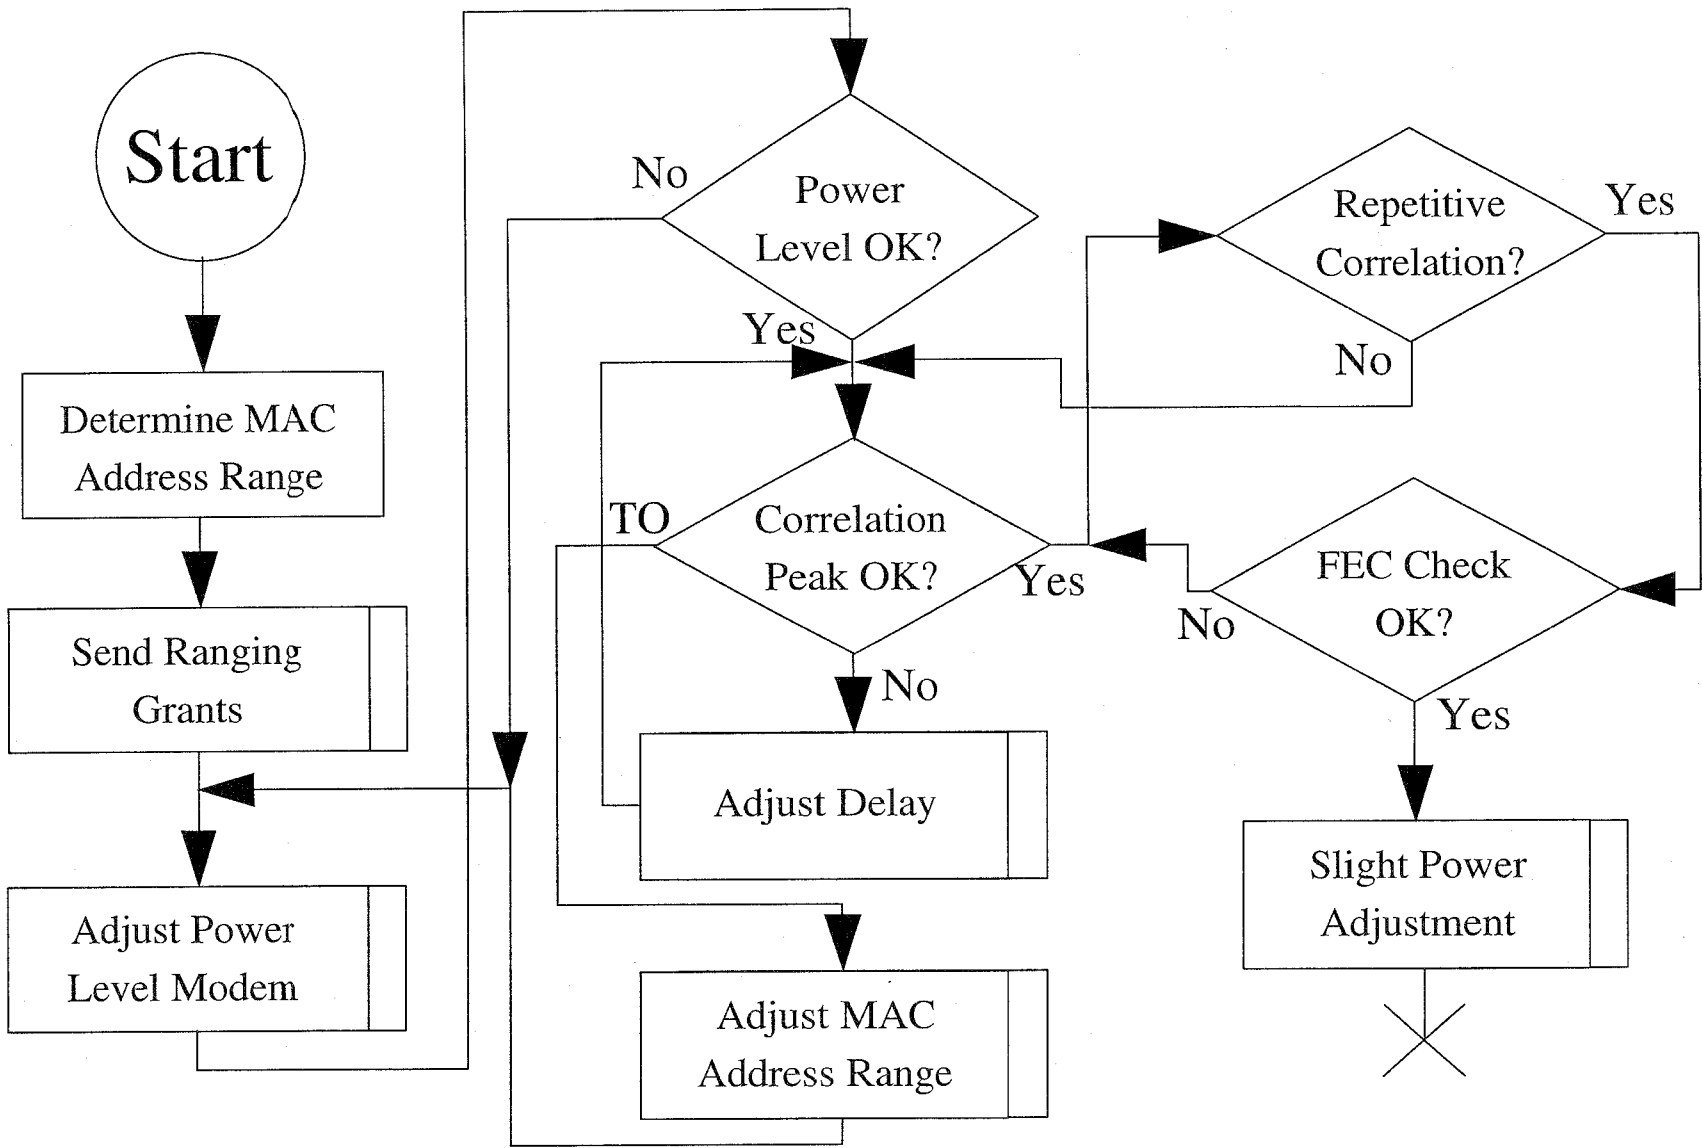 Start
Determine MAC
Address Range
Send Ranging
Grants
Adjust Power
Level Modem
No
Power
Level OK?
Yes
TO
Correlation
Peak OK?
Yes
No
Adjust Delay
Adjust MAC
Address Range
Repetitive
Correlation?
Yes
No
FEC Check
OK?
No
Yes
Slight Power
Adjustment